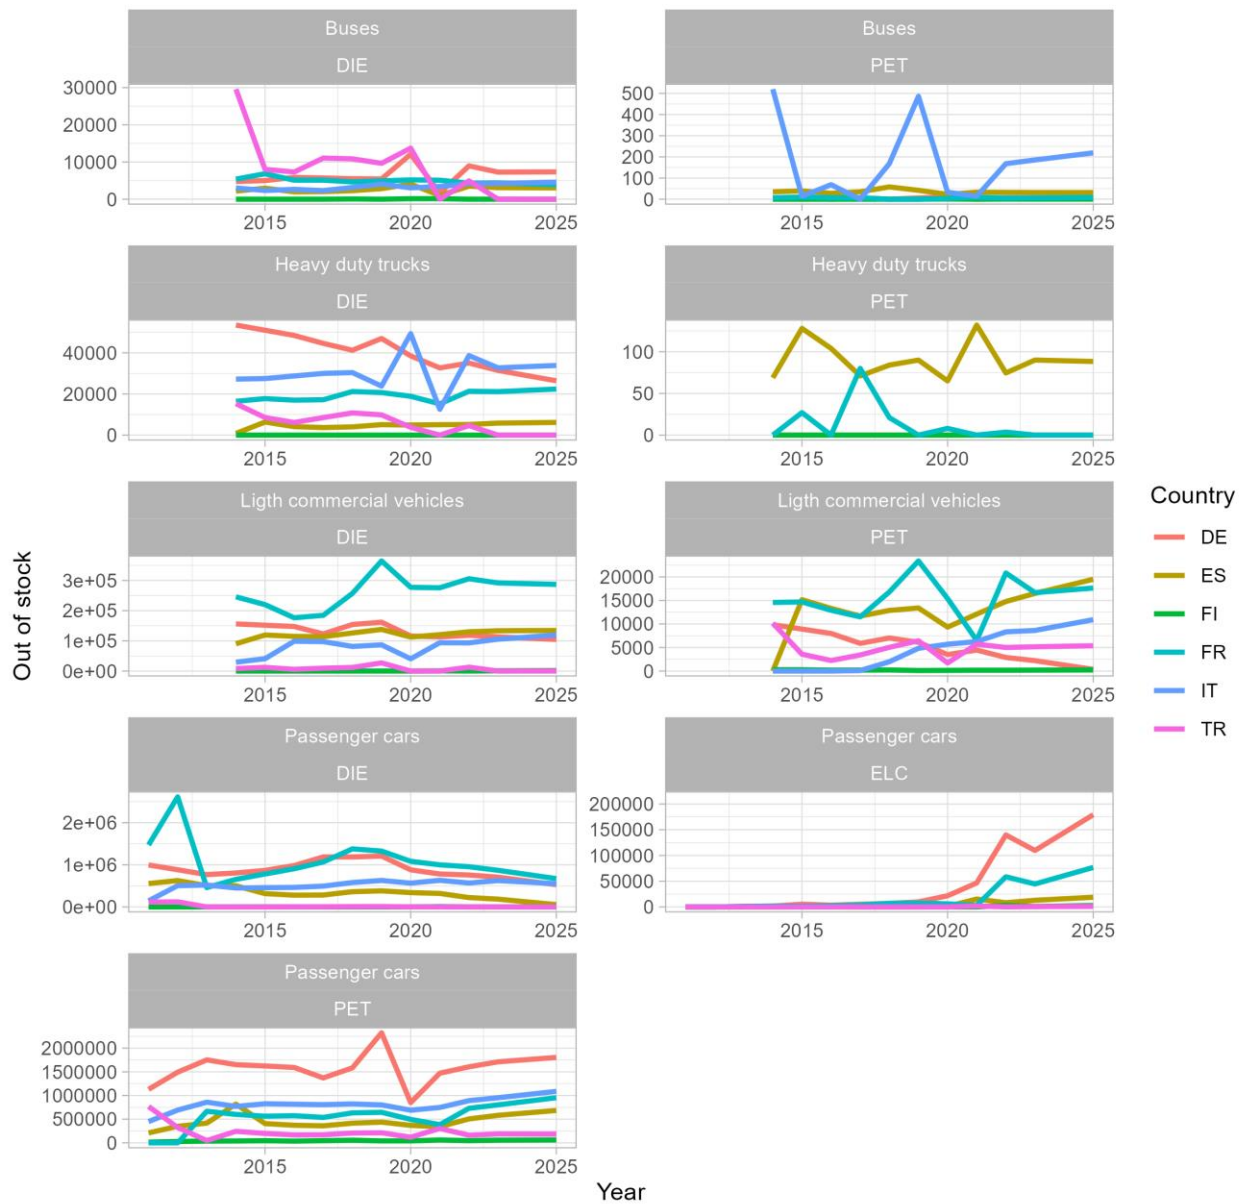 Buses
DIE
30000
20000
10000
0
2015
2020
2025
Buses
PET
500
400
300
200
100
0
2015
2020
2025
Heavy duty trucks
DIE
40000
20000
0
2015
2020
2025
Heavy duty trucks
PET
100
50
0
2015
2020
2025
Ligth commercial vehicles
DIE
3e+05
2e+05
1e+05
0e+00
2015
2020
2025
Ligth commercial vehicles
PET
20000
15000
10000
5000
0
2015
2020
2025
Passenger cars
DIE
2e+06
1e+06
0e+00
2015
2020
2025
Passenger cars
ELC
200000
150000
100000
50000
0
2015
2020
2025
Passenger cars
PET
2000000
1500000
1000000
500000
0
2015
2020
2025
Out of stock
Year
Country
DE
ES
FI
FR
IT
TR